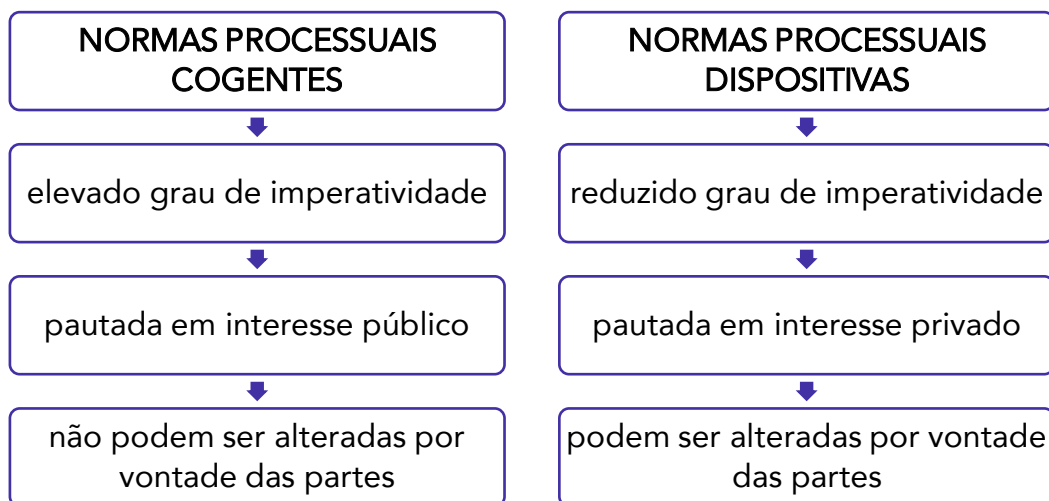 NORMAS PROCESSUAIS
COGENTES
elevado grau de imperatividade
pautada em interesse público
não podem ser alteradas por
vontade das partes
NORMAS PROCESSUAIS
DISPOSITIVAS
reduzido grau de imperatividade
pautada em interesse privado
podem ser alteradas por vontade
das partes